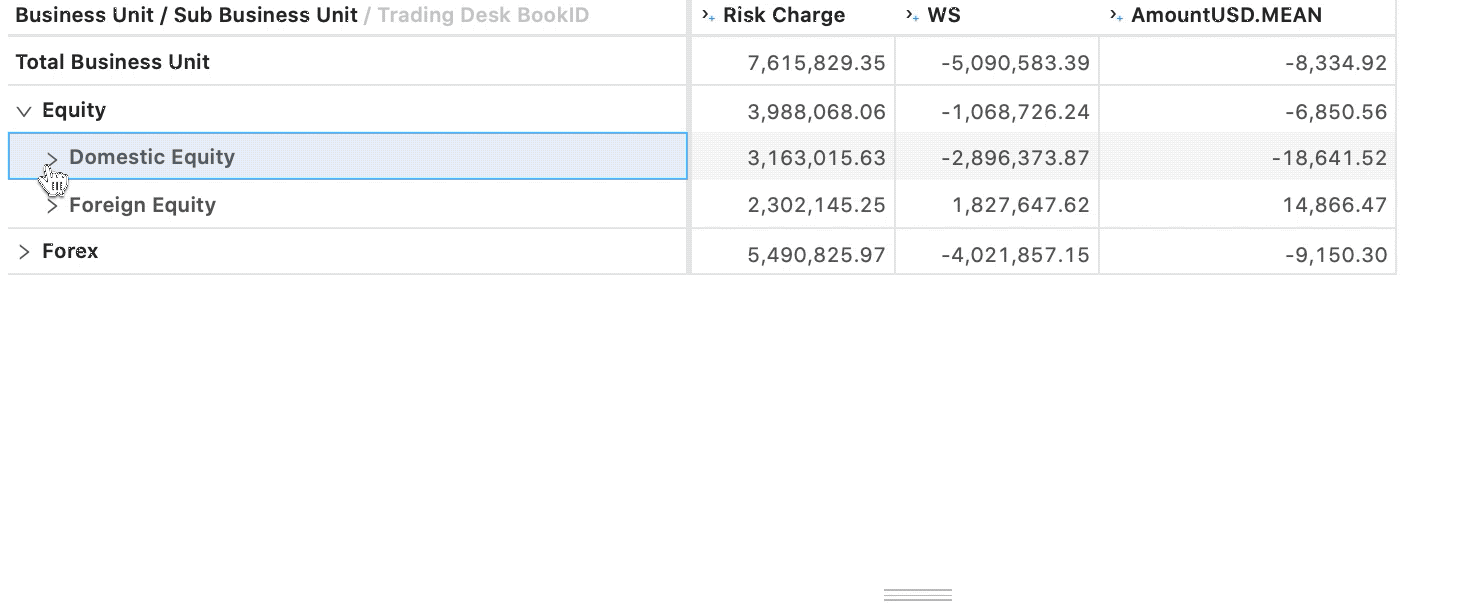 Business Unit / Sub Business Unit / Trading Desk BookID Risk Charge WS AmountUSD.MEAN
Total Business Unit 7,615,829.35 -5,090,583.39 -8,334.92
Equity 3,988,068.06 -1,068,726.24 -6,850.56
Domestic Equity 3,163,015.63 -2,896,373.87 -18,641.52
Foreign Equity 2,302,145.25 1,827,647.62 14,866.47
Forex 5,490,825.97 -4,021,857.15 -9,150.30